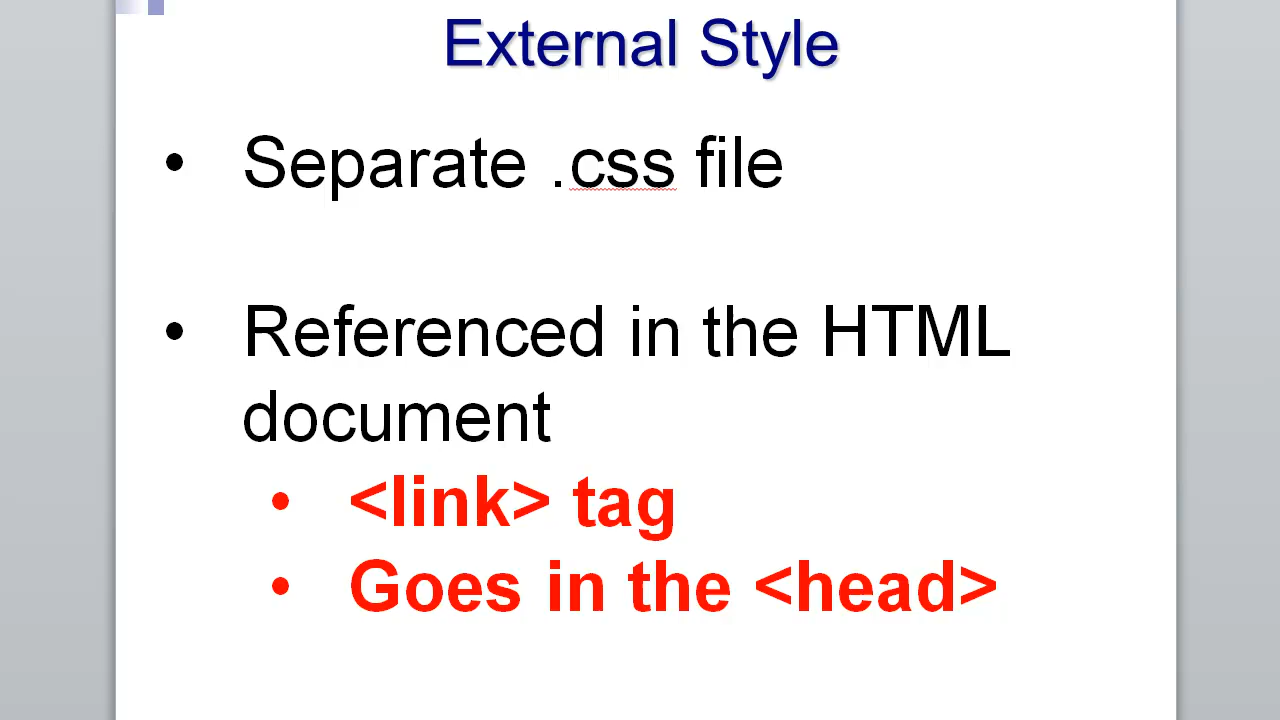 External Style
• Separate .css file
• Referenced in the HTML
document
• <link> tag
• Goes in the <head>